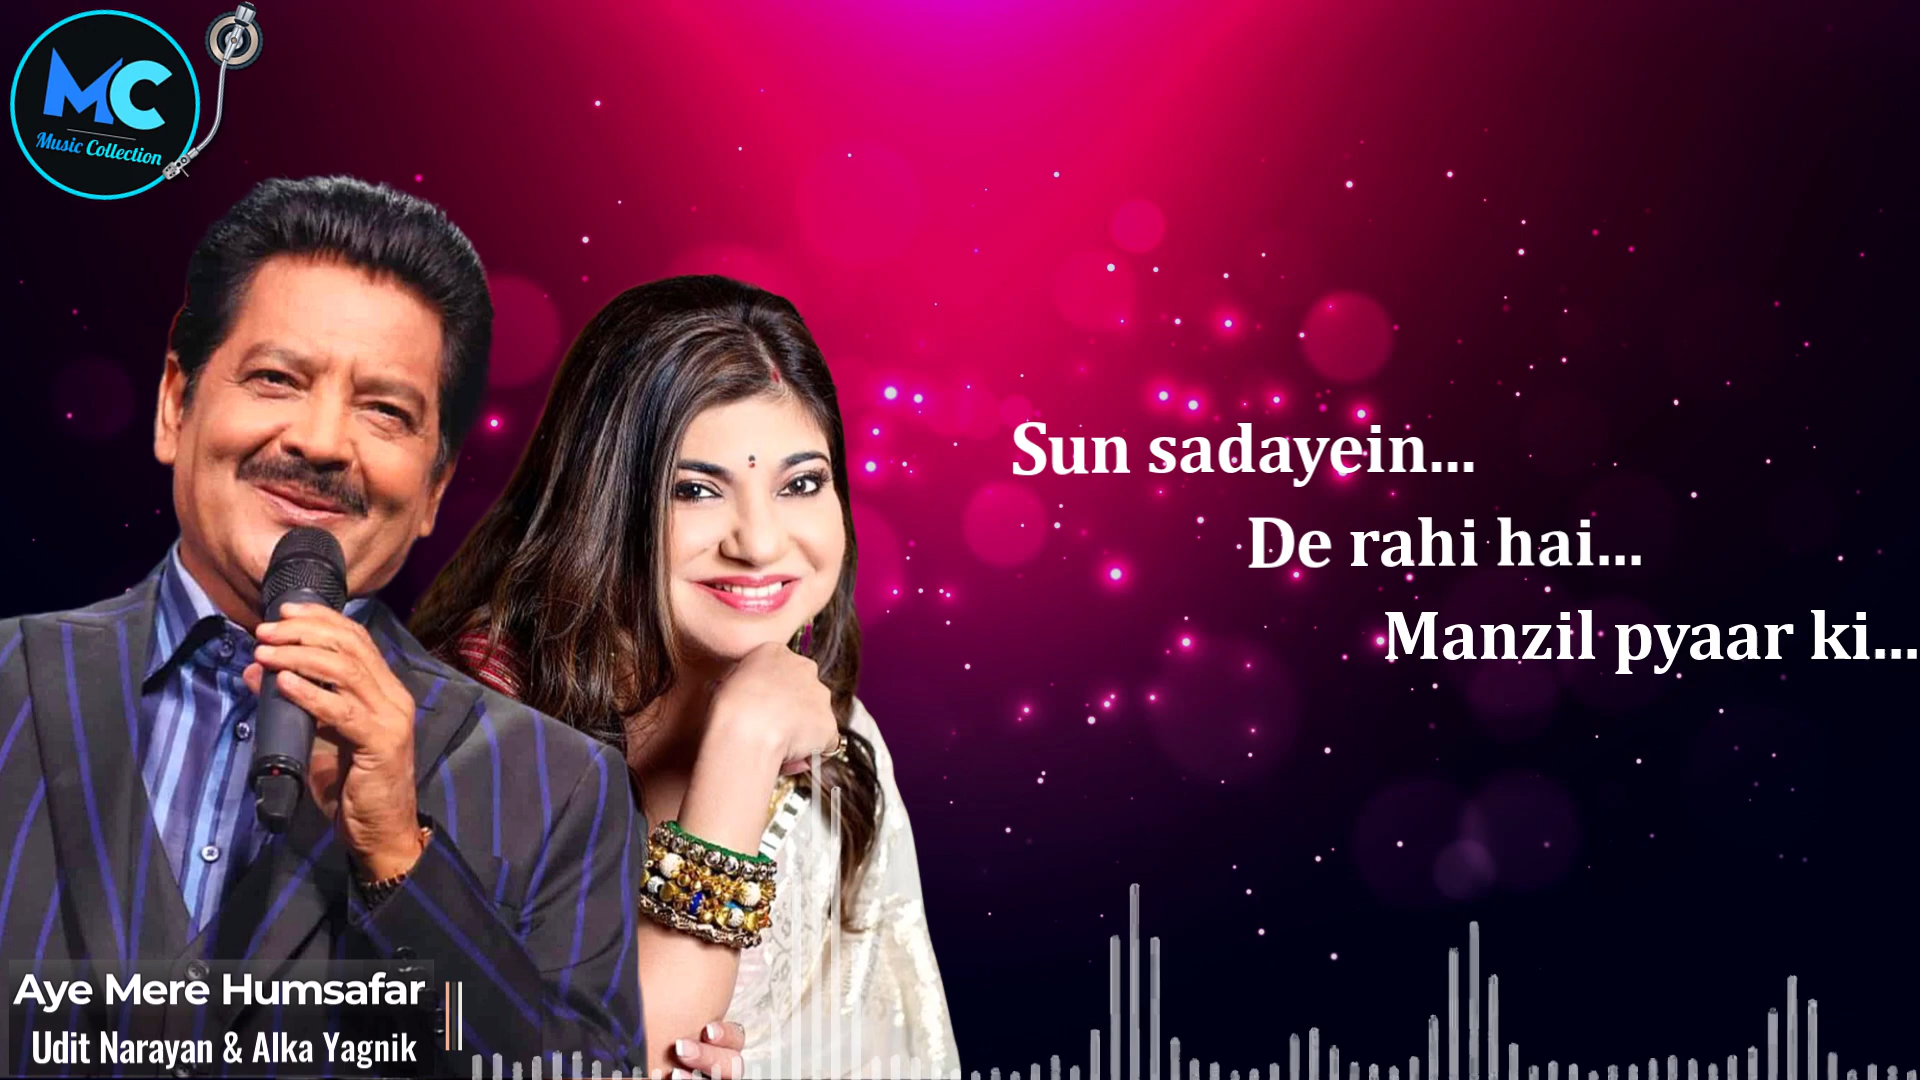 MC
Music Collection
Sun sadayein...
De rahi hai...
Manzil pyaar ki...
Aye Mere Humsafar
Udit Narayan & Alka Yagnik